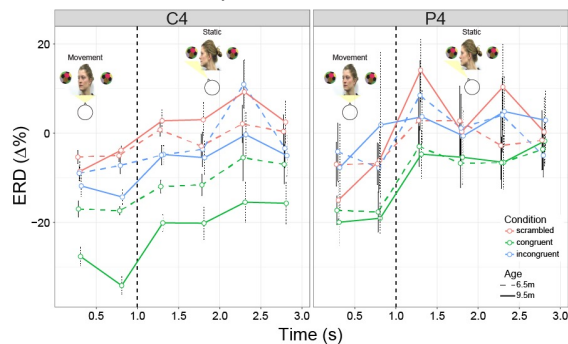 C4 P4
Static Static
Movement Movement
20
0
−20
ERD (Δ%)
Condition
scrambled
congruent
incongruent
Age
6.5m
9.5m
0.5 1.0 1.5 2.0 2.5 3.0 0.5 1.0 1.5 2.0 2.5 3.0
Time (s)